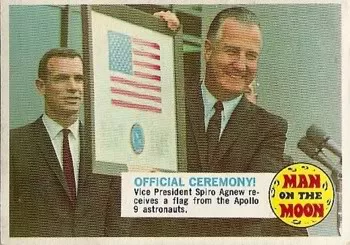 OFFICIAL CEREMONY!
Vice President Spiro Agnew re-
ceives a flag from the Apollo
9 astronauts.
MAN
ON THE
MOON